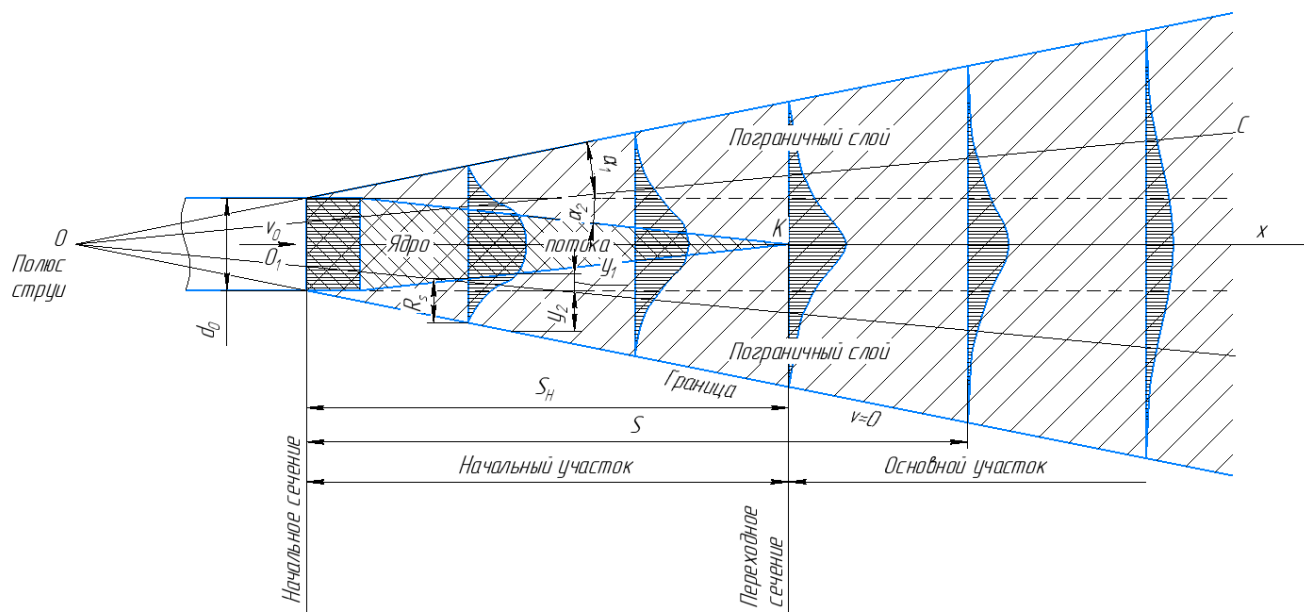 Пограничный слой
C
α₁
α₂
O
Полюс
струи
v₀
O₁
Ядро
потока
K
x
y₁
d₀
Rₛ
y₂
Пограничный слой
Граница
v=0
Sₙ
S
Начальный участок
Основной участок
Начальное сечение
Переходное
сечение